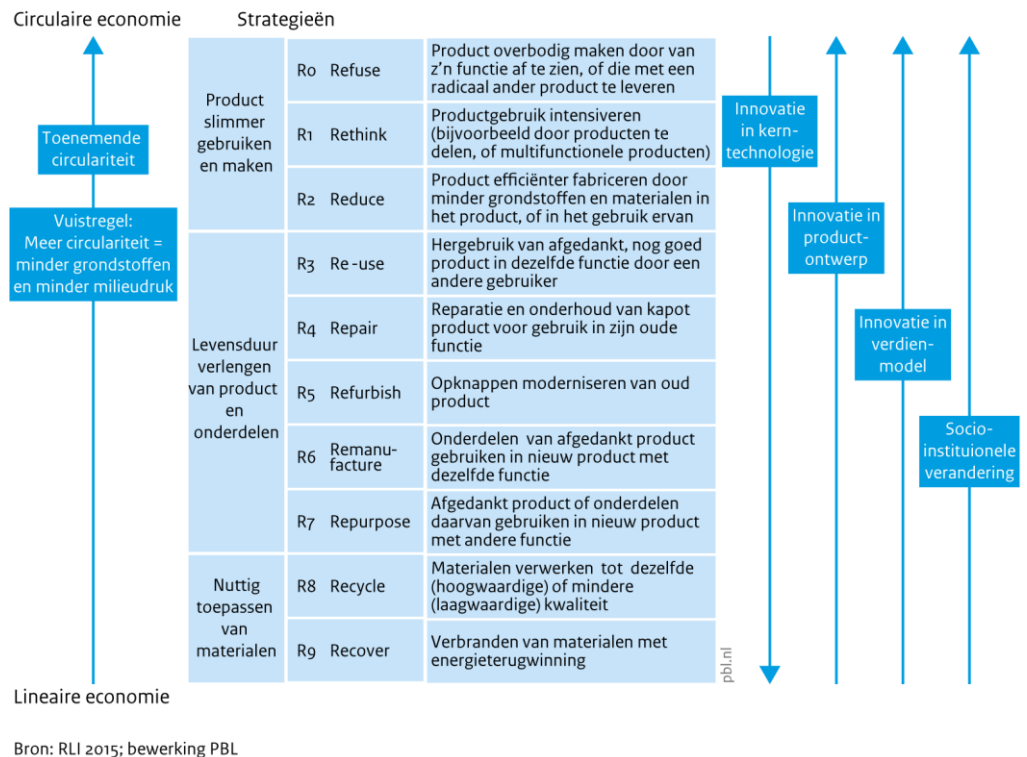 Circulaire economie
Strategieën
Toenemende
circulariteit
Vuistregel:
Meer circulariteit =
minder grondstoffen
en minder milieudruk
Product
slimmer
gebruiken
en maken
R0 Refuse
Product overbodig maken door van
z'n functie af te zien, of die met een
radicaal ander product te leveren
R1 Rethink
Productgebruik intensiveren
(bijvoorbeeld door producten te
delen, of multifunctionele producten)
R2 Reduce
Product efficiënter fabriceren door
minder grondstoffen en materialen in
het product, of in het gebruik ervan
Levensduur
verlengen
van product
en
onderdelen
R3 Re-use
Hergebruik van afgedankt, nog goed
product in dezelfde functie door een
andere gebruiker
R4 Repair
Reparatie en onderhoud van kapot
product voor gebruik in zijn oude
functie
R5 Refurbish
Opknappen moderniseren van oud
product
R6 Remanu-
facture
Onderdelen van afgedankt product
gebruiken in nieuw product met
dezelfde functie
R7 Repurpose
Afgedankt product of onderdelen
daarvan gebruiken in nieuw product
met andere functie
Nuttig
toepassen
van
materialen
R8 Recycle
Materialen verwerken tot dezelfde
(hoogwaardige) of mindere
(laagwaardige) kwaliteit
R9 Recover
Verbranden van materialen met
energieterugwinning
pbl.nl
Innovatie
in kern-
technologie
Innovatie in
product-
ontwerp
Innovatie in
verdien-
model
Socio-
instituionele
verandering
Lineaire economie
Bron: RLI 2015; bewerking PBL